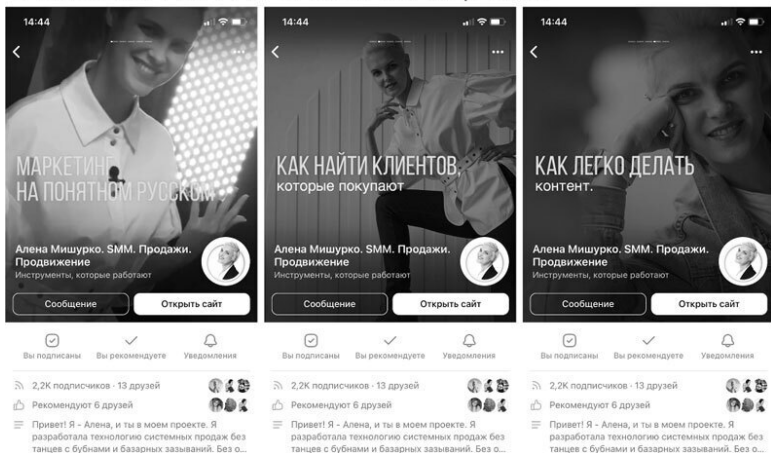 14:44
МАРКЕТИНГ
НА ПОНЯТНОМ РУССКОМ.
Алена Мишурко. SMM. Продажи.
Продвижение
Инструменты, которые работают
Сообщение
Открыть сайт
Вы подписаны
Вы рекомендуете
Уведомления
2,2K подписчиков · 13 друзей
Рекомендуют 6 друзей
Привет! Я - Алена, и ты в моем проекте. Я
разработала технологию системных продаж без
танцев с бубнами и базарных зазываний. Без о...
14:44
КАК НАЙТИ КЛИЕНТОВ,
которые покупают
Алена Мишурко. SMM. Продажи.
Продвижение
Инструменты, которые работают
Сообщение
Открыть сайт
Вы подписаны
Вы рекомендуете
Уведомления
2,2K подписчиков · 13 друзей
Рекомендуют 6 друзей
Привет! Я - Алена, и ты в моем проекте. Я
разработала технологию системных продаж без
танцев с бубнами и базарных зазываний. Без о...
14:44
КАК ЛЕГКО ДЕЛАТЬ
контент.
Алена Мишурко. SMM. Продажи.
Продвижение
Инструменты, которые работают
Сообщение
Открыть сайт
Вы подписаны
Вы рекомендуете
Уведомления
2,2K подписчиков · 13 друзей
Рекомендуют 6 друзей
Привет! Я - Алена, и ты в моем проекте. Я
разработала технологию системных продаж без
танцев с бубнами и базарных зазываний. Без о...